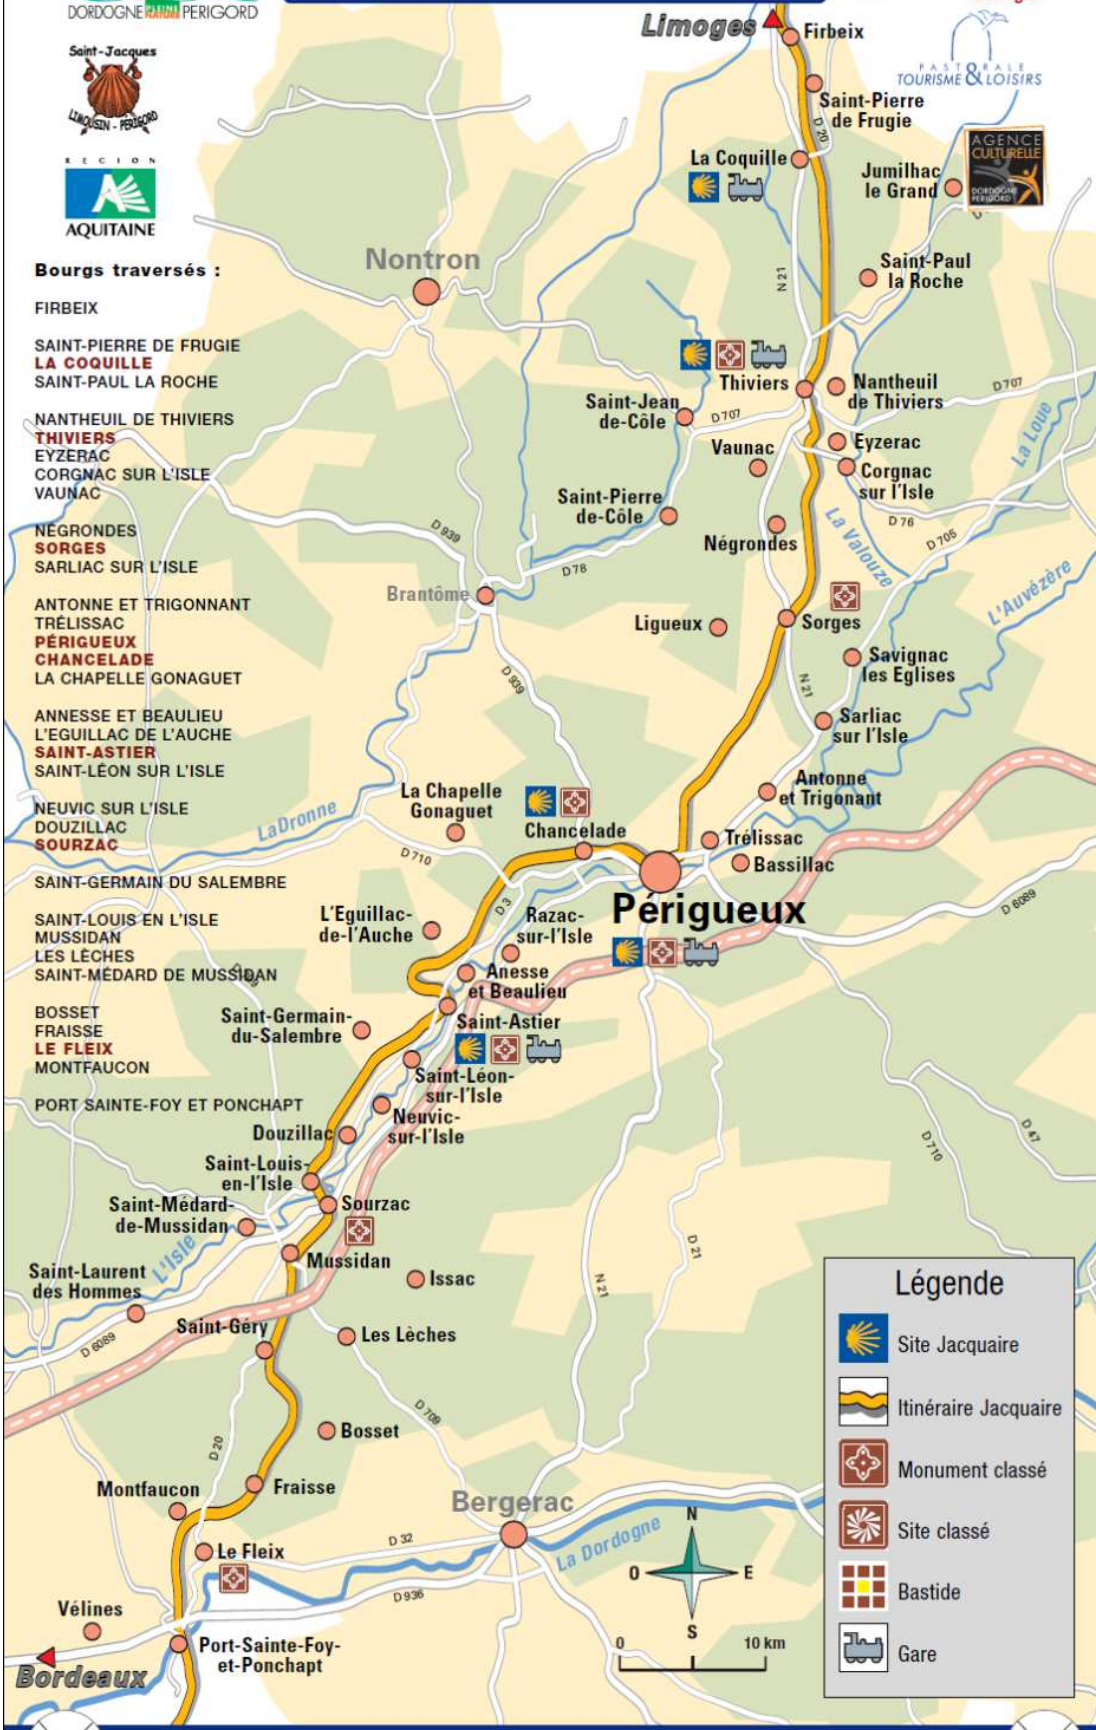 DORDOGNE PLEINE NATURE PERIGORD
Saint-Jacques
LIMOUSIN - PÉRIGORD
REGION
AQUITAINE
PASTORALE
TOURISME & LOISIRS
AGENCE
CULTURELLE
DORDOGNE
PERIGORD
Bourgs traversés :
FIRBEIX
SAINT-PIERRE DE FRUGIE
LA COQUILLE
SAINT-PAUL LA ROCHE
NANTHEUIL DE THIVIERS
THIVIERS
EYZERAC
CORGNAC SUR L'ISLE
VAUNAC
NÉGRONDES
SORGES
SARLIAC SUR L'ISLE
ANTONNE ET TRIGONNANT
TRÉLISSAC
PÉRIGUEUX
CHANCELADE
LA CHAPELLE GONAGUET
ANNESSE ET BEAULIEU
L'EGUILLAC DE L'AUCHE
SAINT-ASTIER
SAINT-LÉON SUR L'ISLE
NEUVIC SUR L'ISLE
DOUZILLAC
SOURZAC
SAINT-GERMAIN DU SALEMBRE
SAINT-LOUIS EN L'ISLE
MUSSIDAN
LES LÈCHES
SAINT-MÉDARD DE MUSSIDAN
BOSSET
FRAISSE
LE FLEIX
MONTFAUCON
PORT SAINTE-FOY ET PONCHAPT
Limoges
Firbeix
Saint-Pierre
de Frugie
D 20
La Coquille
Jumilhac
le Grand
Nontron
Saint-Paul
la Roche
N 21
Thiviers
Nantheuil
de Thiviers
D 707
Saint-Jean
de-Côle
D 707
La Loue
Vaunac
Eyzerac
Corgnac
sur l'Isle
Saint-Pierre
de-Côle
D 76
D 939
Négrondes
La Valouze
D 705
D 78
L'Auvézère
Brantôme
Ligueux
Sorges
Savignac
les Eglises
D 939
N 21
Sarliac
sur l'Isle
Antonne
et Trigonant
La Chapelle
Gonaguet
LaDronne
Chancelade
Trélissac
D 710
Bassillac
Périgueux
D 6089
D 3
L'Eguillac-
de-l'Auche
Razac-
sur-l'Isle
Anesse
et Beaulieu
Saint-Germain-
du-Salembre
Saint-Astier
Saint-Léon-
sur-l'Isle
Neuvic-
sur-l'Isle
Douzillac
D 710
D 47
Saint-Louis-
en-l'Isle
Saint-Médard-
de-Mussidan
Sourzac
L'Isle
Mussidan
D 21
Saint-Laurent
des Hommes
Issac
N 21
D 6089
Saint-Géry
Les Lèches
D 709
Bosset
D 20
Montfaucon
Fraisse
Bergerac
Le Fleix
D 32
La Dordogne
D 936
Vélines
Port-Sainte-Foy-
et-Ponchapt
Bordeaux
N
O
E
S
0
10 km
Légende
Site Jacquaire
Itinéraire Jacquaire
Monument classé
Site classé
Bastide
Gare